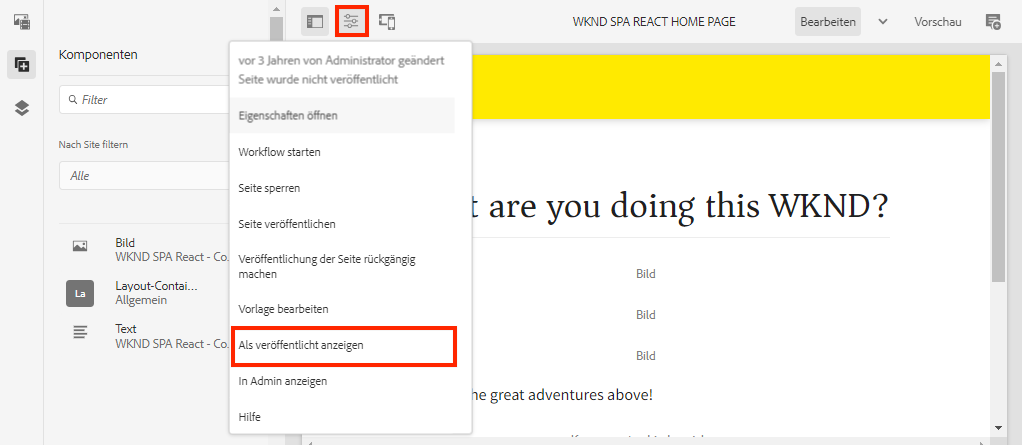 WKND SPA REACT HOME PAGE
Bearbeiten
Vorschau
Komponenten
Filter
Nach Site filtern
Alle
Bild
WKND SPA React - Co...
La
Layout-Contai...
Allgemein
Text
WKND SPA React - Co...
vor 3 Jahren von Administrator geändert
Seite wurde nicht veröffentlicht
Eigenschaften öffnen
Workflow starten
Seite sperren
Seite veröffentlichen
Veröffentlichung der Seite rückgängig
machen
Vorlage bearbeiten
Als veröffentlicht anzeigen
In Admin anzeigen
Hilfe
t are you doing this WKND?
Bild
Bild
Bild
he great adventures above!